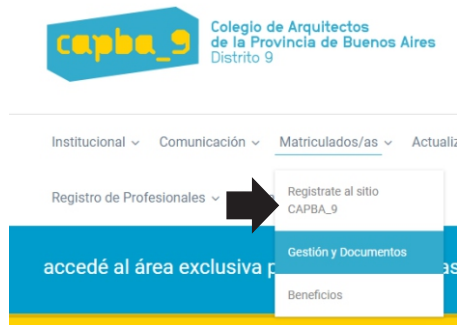 capba_9
Colegio de Arquitectos
de la Provincia de Buenos Aires
Distrito 9
Institucional
Comunicación
Matriculados/as
Registro de Profesionales
Registrate al sitio
CAPBA_9
Gestión y Documentos
Beneficios
accedé al área exclusiva